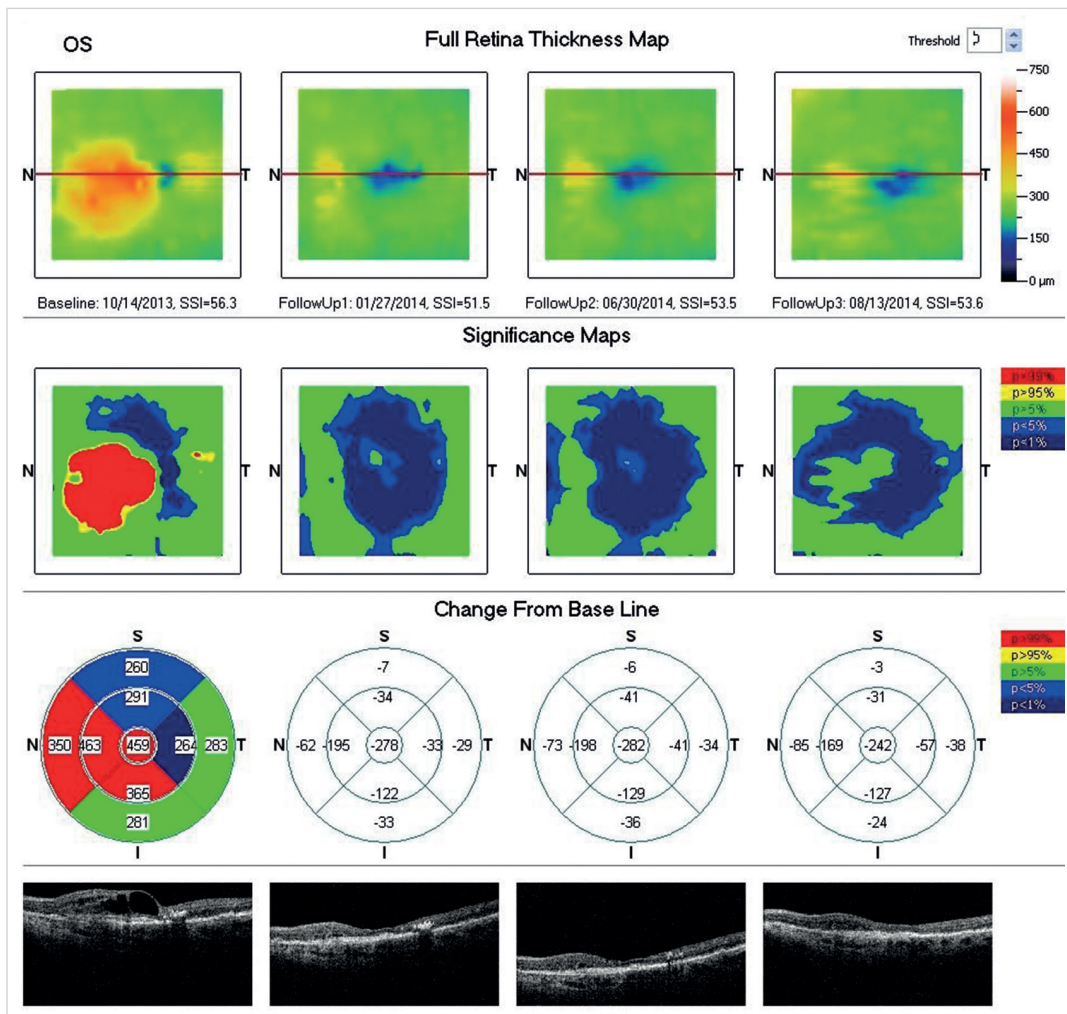 OS
Full Retina Thickness Map
Threshold 5
750
600
450
300
150
0 µm
N T
N T
N T
N T
Baseline: 10/14/2013, SSI=56.3
FollowUp1: 01/27/2014, SSI=51.5
FollowUp2: 06/30/2014, SSI=53.5
FollowUp3: 08/13/2014, SSI=53.6
Significance Maps
N T
N T
N T
N T
p>99%
p>95%
p>5%
p<5%
p<1%
Change From Base Line
S
260
291
N 350 463 459 264 283 T
365
281
I
S
-7
-34
N -62 -195 -278 -33 -29 T
-122
-33
I
S
-6
-41
N -73 -198 -282 -41 -34 T
-129
-36
I
S
-3
-31
N -85 -169 -242 -57 -38 T
-127
-24
I
p>99%
p>95%
p>5%
p<5%
p<1%